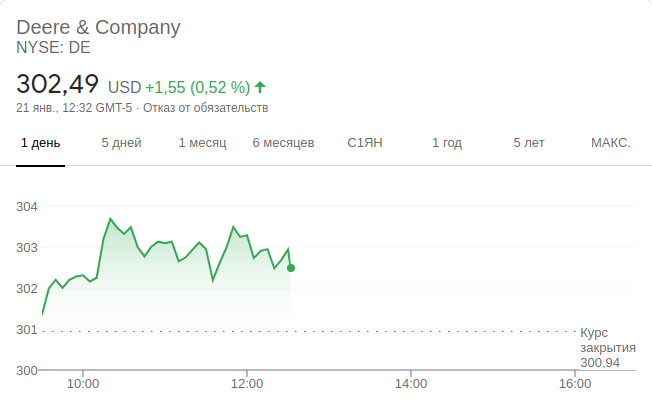 Deere & Company
NYSE: DE
302,49 USD +1,55 (0,52 %)
21 янв., 12:32 GMT-5 · Отказ от обязательств
1 день 5 дней 1 месяц 6 месяцев С1ЯН 1 год 5 лет МАКС.
304
303
302
301
Курс
закрытия
300,94
300
10:00 12:00 14:00 16:00